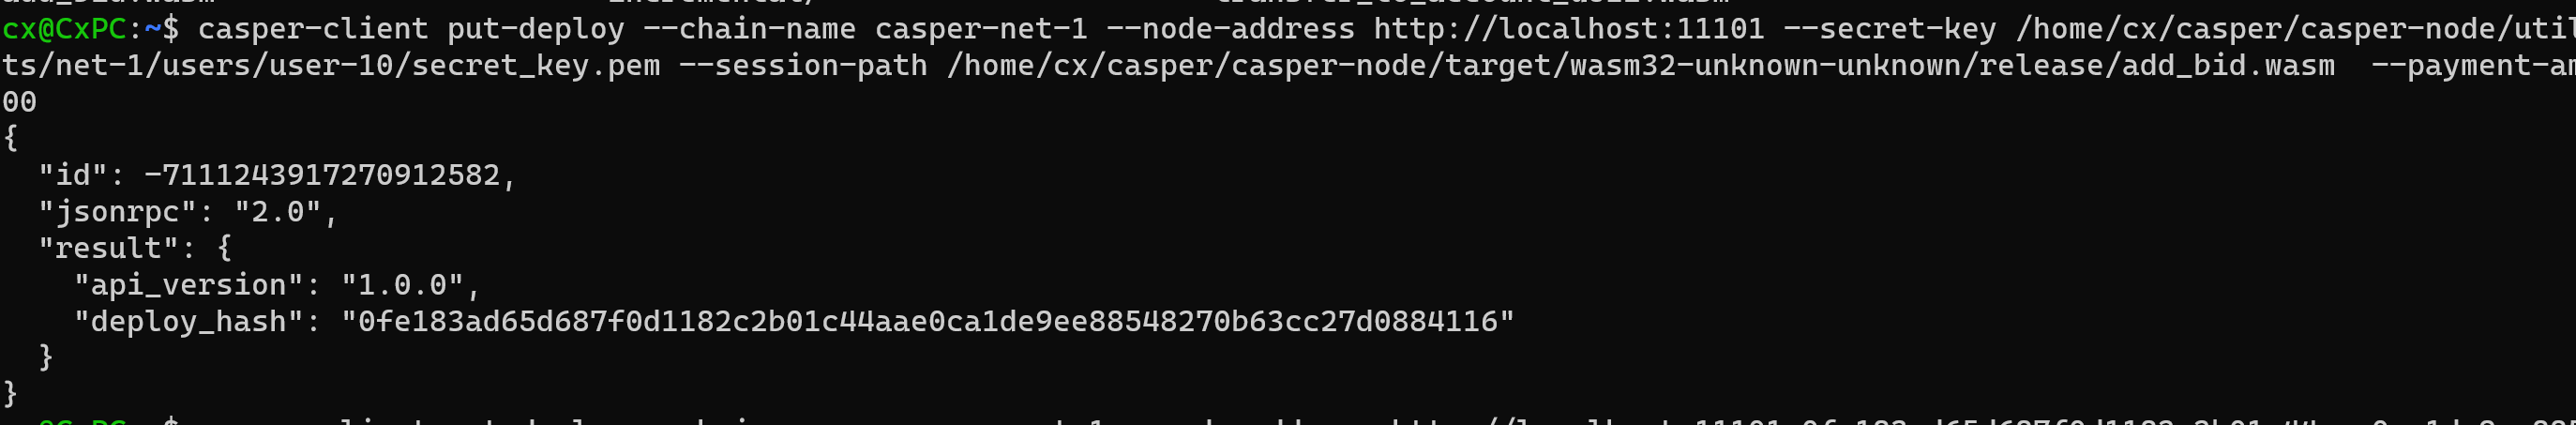 cx@CxPC:~$ casper-client put-deploy --chain-name casper-net-1 --node-address http://localhost:11101 --secret-key /home/cx/casper/casper-node/util
ts/net-1/users/user-10/secret_key.pem --session-path /home/cx/casper/casper-node/target/wasm32-unknown-unknown/release/add_bid.wasm  --payment-am
00
{
  "id": -7111243917270912582,
  "jsonrpc": "2.0",
  "result": {
    "api_version": "1.0.0",
    "deploy_hash": "0fe183ad65d687f0d1182c2b01c44aae0ca1de9ee88548270b63cc27d0884116"
  }
}